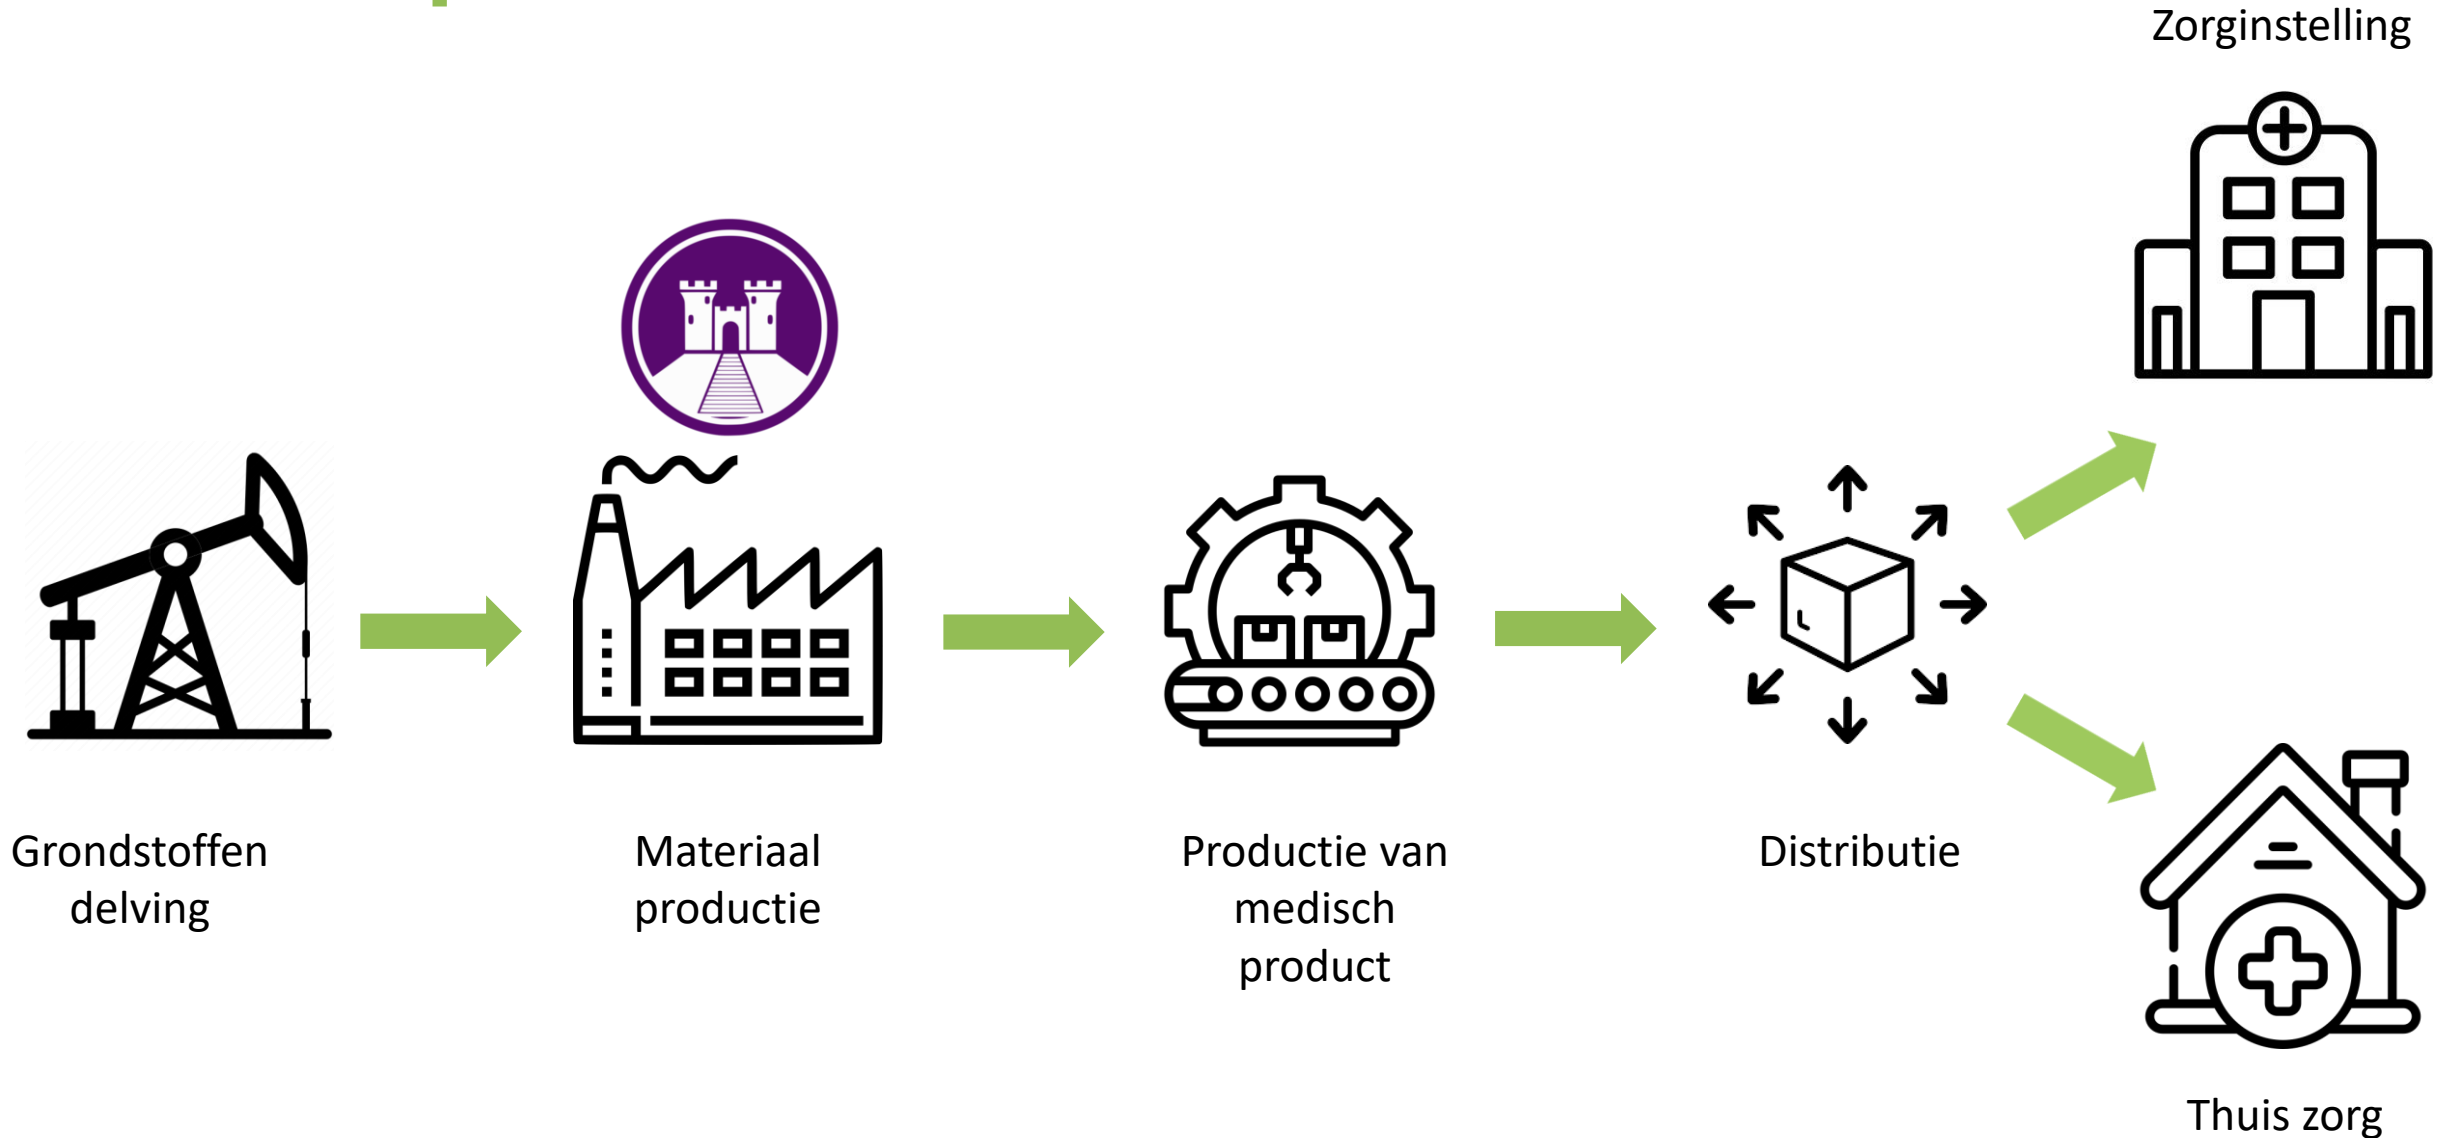 Zorginstelling
Grondstoffen
delving
Materiaal
productie
Productie van
medisch
product
Distributie
Thuis zorg